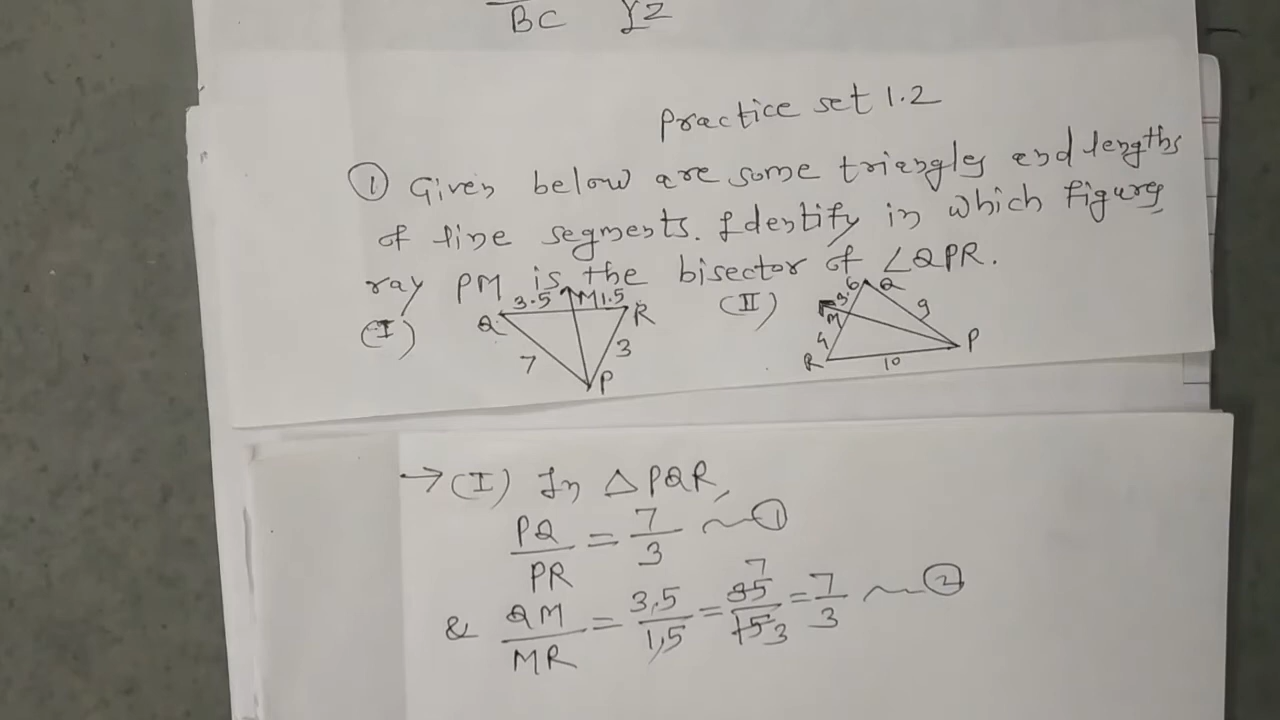 BC YZ
Practice set 1.2
① Given below are some triangles and lengths
of line segments. Identify in which figures
ray PM is the bisector of ∠QPR.
(I) Q 3.5 M 1.5 R 7 3 P
(II) 6 Q 3. M 9 4 R 10 P
→ (I) In △PQR,
PQ/PR = 7/3 ~ ①
& QM/MR = 3.5/1.5 = 35/15 = 7/3 ~ ②